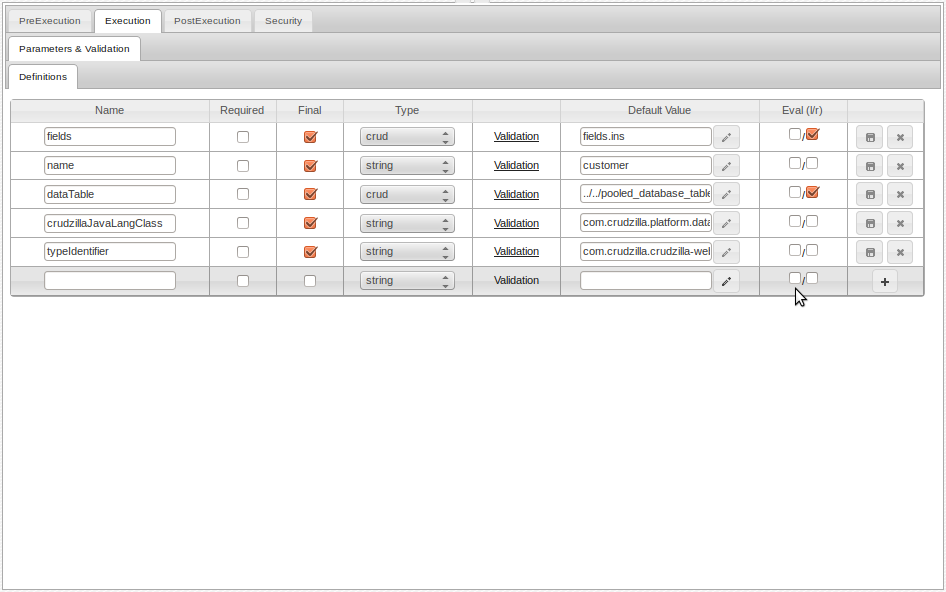 PreExecution Execution PostExecution Security
Parameters & Validation
Definitions
Name Required Final Type Default Value Eval (l/r)
fields crud Validation fields.ins /
name string Validation customer /
dataTable crud Validation ../../pooled_database_table /
crudzillaJavaLangClass string Validation com.crudzilla.platform.data /
typeIdentifier string Validation com.crudzilla.crudzilla-wel /
string Validation / +